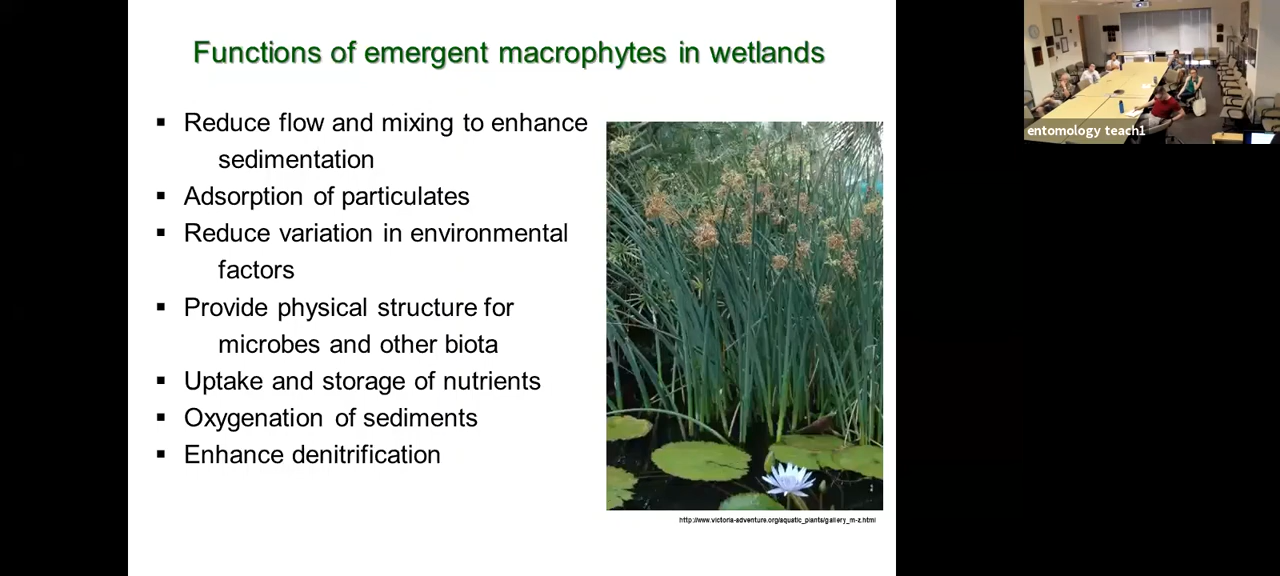 Functions of emergent macrophytes in wetlands
▪ Reduce flow and mixing to enhance
sedimentation
▪ Adsorption of particulates
▪ Reduce variation in environmental
factors
▪ Provide physical structure for
microbes and other biota
▪ Uptake and storage of nutrients
▪ Oxygenation of sediments
▪ Enhance denitrification
http://www.victoria-adventure.org/aquatic_plants/gallery_m-z.html
entomology teach1